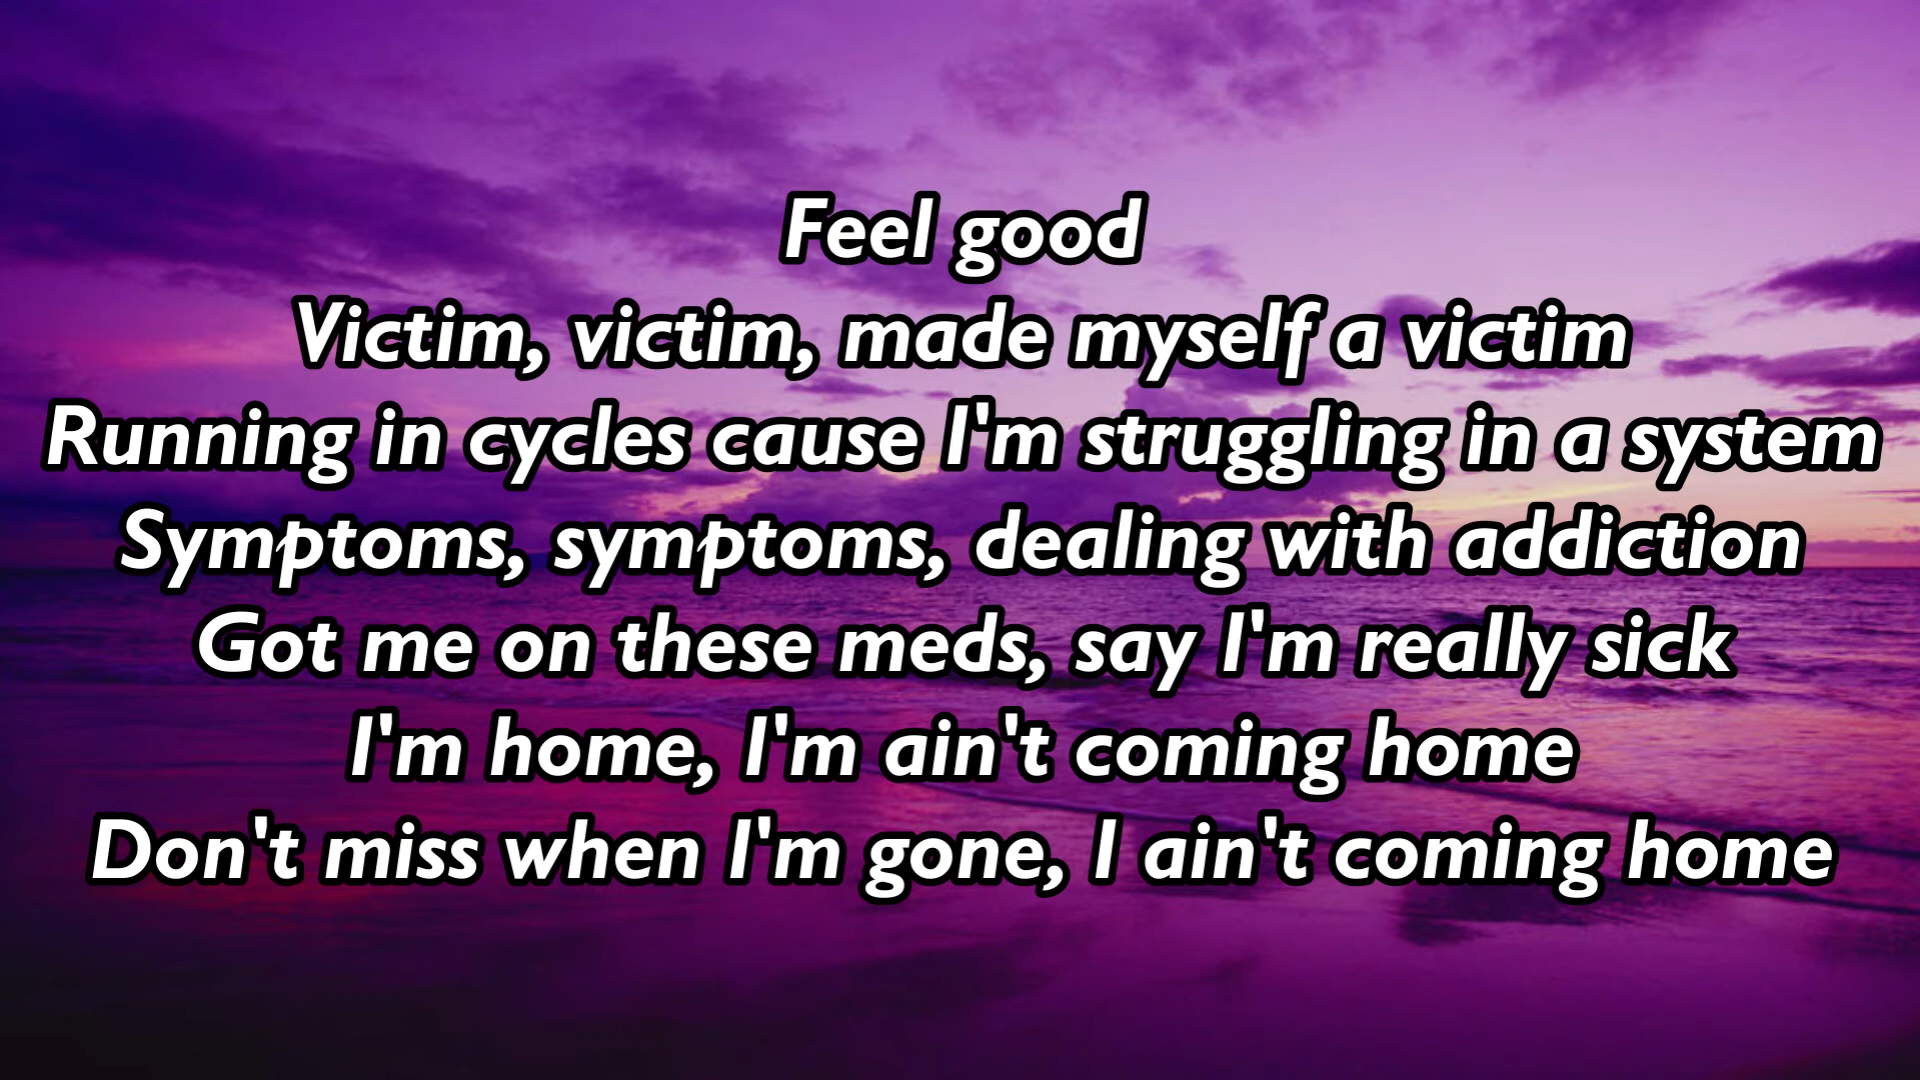 Feel good
Victim, victim, made myself a victim
Running in cycles cause I'm struggling in a system
Symptoms, symptoms, dealing with addiction
Got me on these meds, say I'm really sick
I'm home, I'm ain't coming home
Don't miss when I'm gone, I ain't coming home